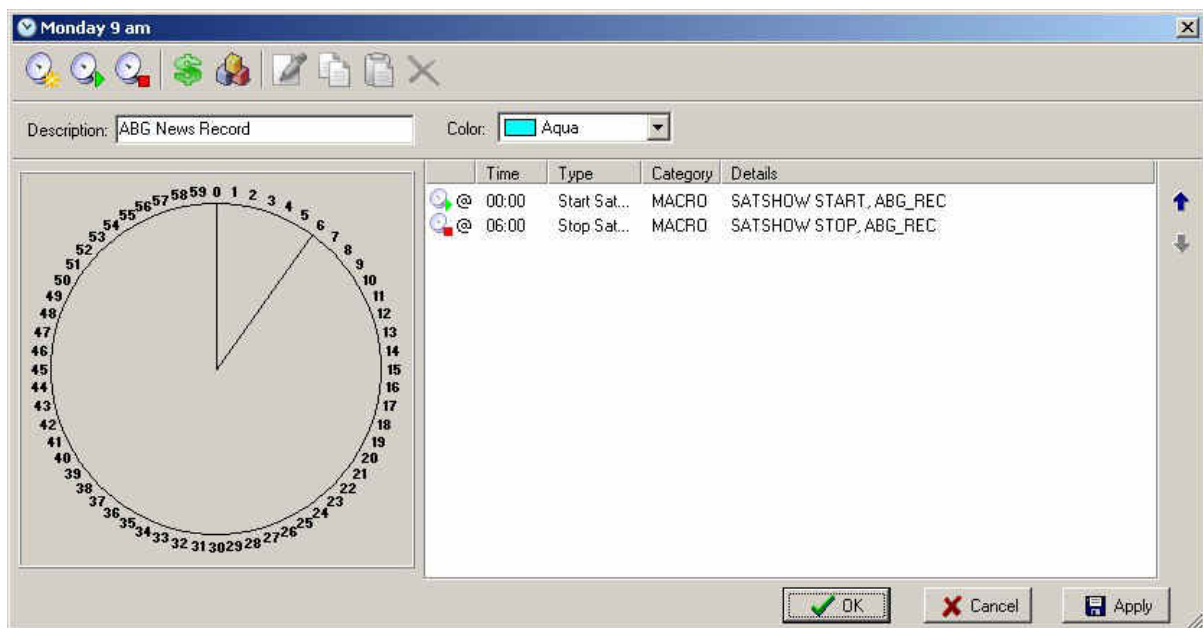 Monday 9 am
Description: ABG News Record
Color: Aqua
Time Type Category Details
@ 00:00 Start Sat... MACRO SATSHOW START, ABG_REC
@ 06:00 Stop Sat... MACRO SATSHOW STOP, ABG_REC
0 1 2 3 4 5 6 7 8 9 10 11 12 13 14 15 16 17 18 19 20 21 22 23 24 25 26 27 28 29 30 31 32 33 34 35 36 37 38 39 40 41 42 43 44 45 46 47 48 49 50 51 52 53 54 55 56 57 58 59
OK Cancel Apply